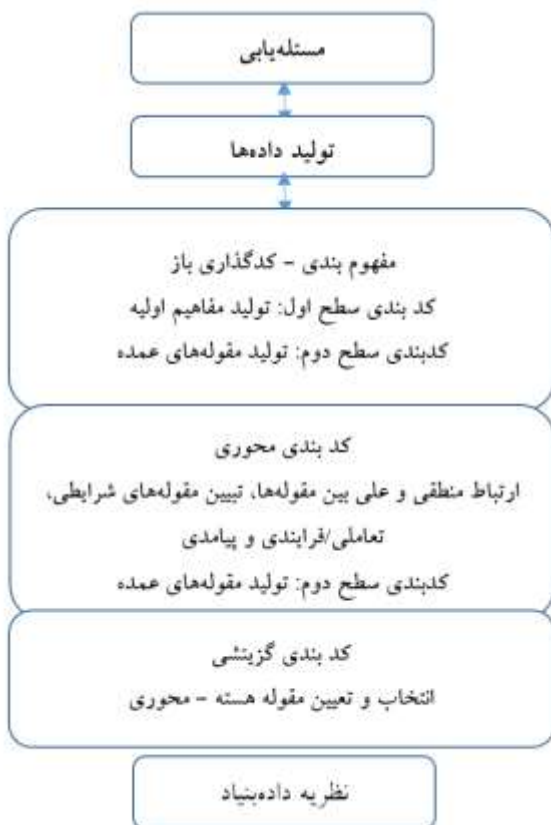 مسئله‌یابی
تولید داده‌ها
مفهوم بندی – کدگذاری باز
کد بندی سطح اول: تولید مفاهیم اولیه
کدبندی سطح دوم: تولید مقوله‌های عمده
کد بندی محوری
ارتباط منطقی و علی بین مقوله‌ها، تبیین مقوله‌های شرایطی،
تعاملی/فرایندی و پیامدی
کدبندی سطح دوم: تولید مقوله‌های عمده
کد بندی گزینشی
انتخاب و تعیین مقوله هسته – محوری
نظریه داده‌بنیاد